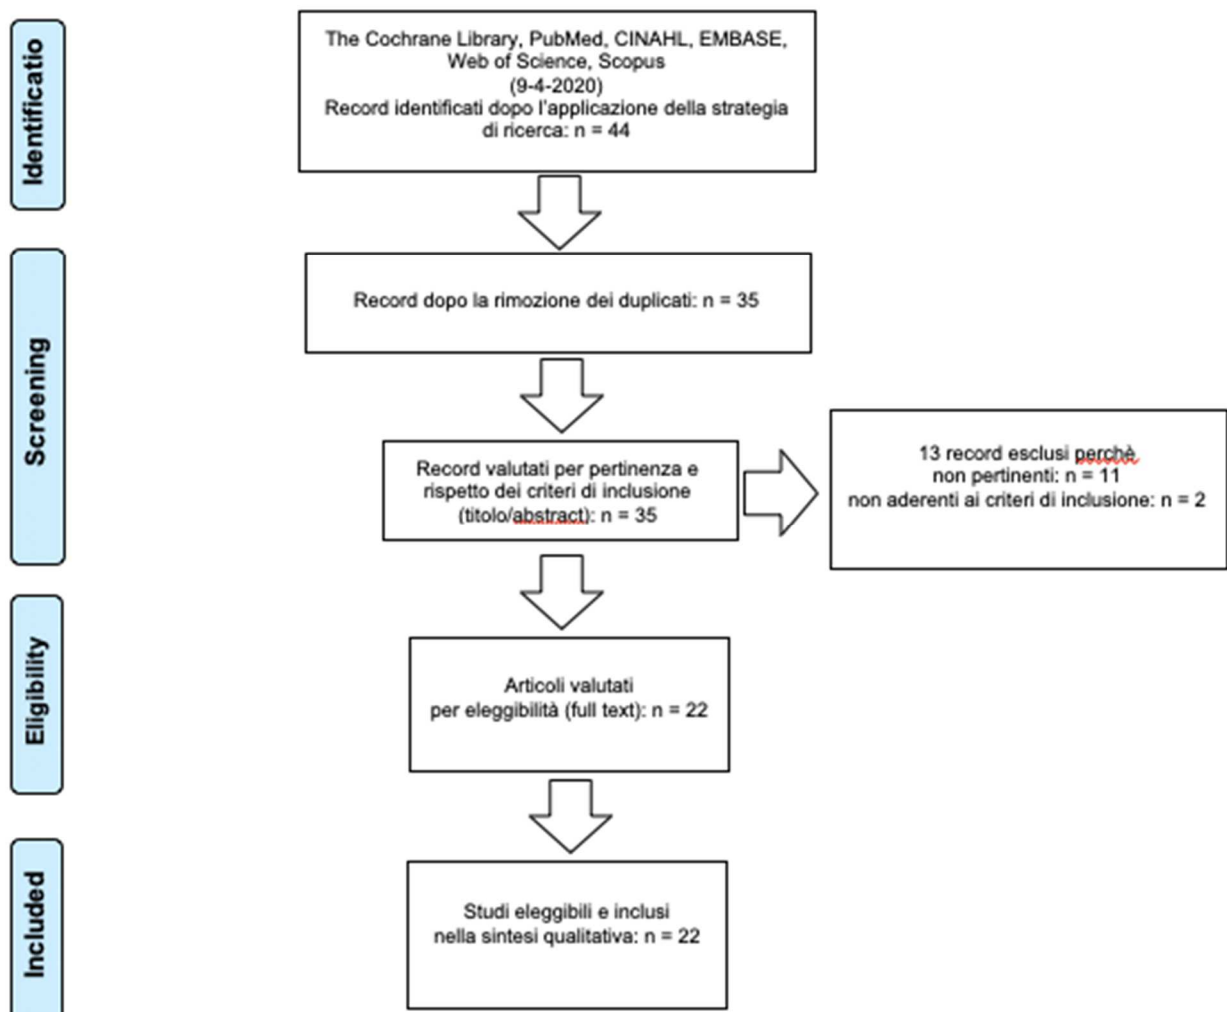 Identificatio
The Cochrane Library, PubMed, CINAHL, EMBASE,
Web of Science, Scopus
(9-4-2020)
Record identificati dopo l'applicazione della strategia
di ricerca: n = 44
Screening
Record dopo la rimozione dei duplicati: n = 35
Record valutati per pertinenza e
rispetto dei criteri di inclusione
(titolo/abstract): n = 35
13 record esclusi perchè
non pertinenti: n = 11
non aderenti ai criteri di inclusione: n = 2
Eligibility
Articoli valutati
per eleggibilità (full text): n = 22
Included
Studi eleggibili e inclusi
nella sintesi qualitativa: n = 22